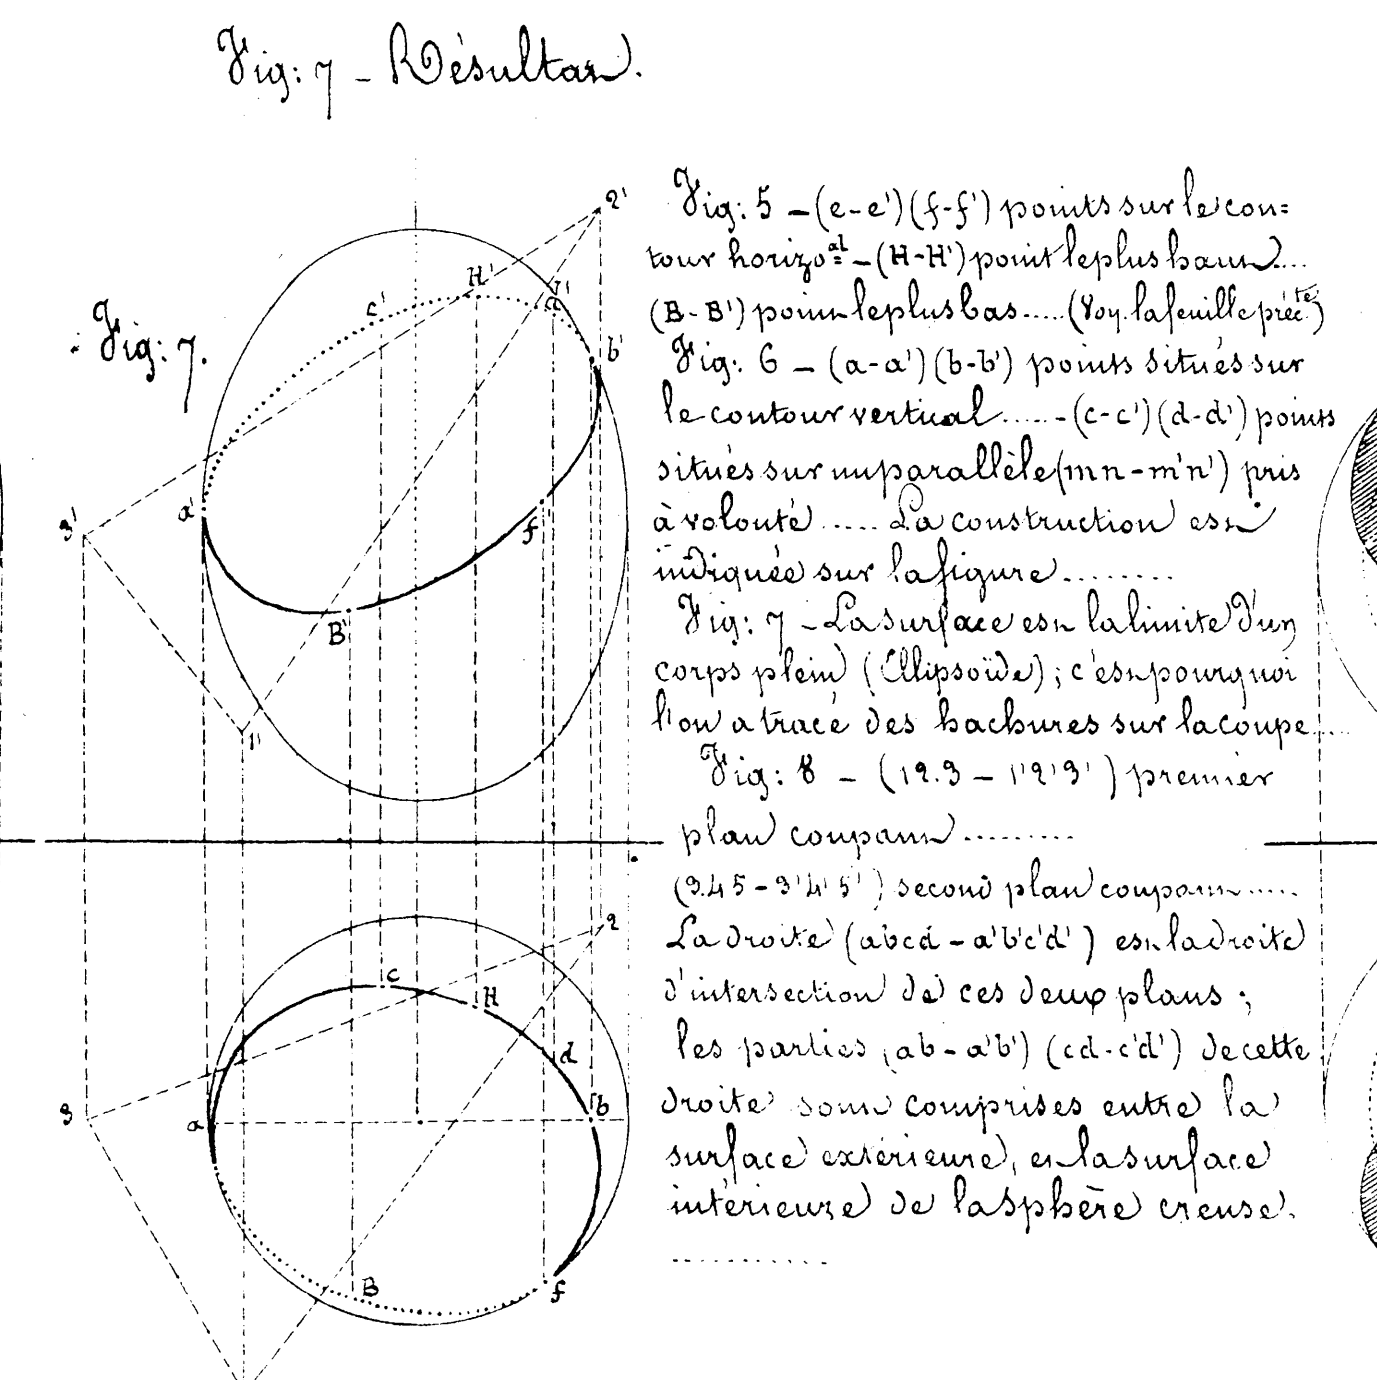 Fig: 7 - Résultat.
Fig: 7.
2'
H'
d'
c'
b'
3'
a'
f'
B'
1'
2
c
H
d
3
a
b
B
f
Fig: 5 - (e-e') (f-f') points sur le con=
tour horizo.al - (H-H') point le plus haut....
(B-B') point le plus bas..... (Voy. la feuille préc.te)
Fig: 6 - (a-a') (b-b') points situés sur
le contour vertical ..... - (c-c') (d-d') points
situés sur un parallèle (mn-m'n') pris
à volonté ..... La construction est
indiquée sur la figure.........
Fig: 7 - La surface est la limite d'un
corps plein (Ellipsoïde); c'est pourquoi
l'on a tracé des hachures sur la coupe....
Fig: 8 - (12.3 - 1'2'3') premier
plan coupant .........
(3.4 5 - 3'4'5') second plan coupant.....
La droite (abcd - a'b'c'd') est la droite
d'intersection de ces deux plans ;
les parties (ab-a'b') (cd-c'd') de cette
droite sont comprises entre la
surface extérieure, et la surface
intérieure de la sphère creuse.
...........